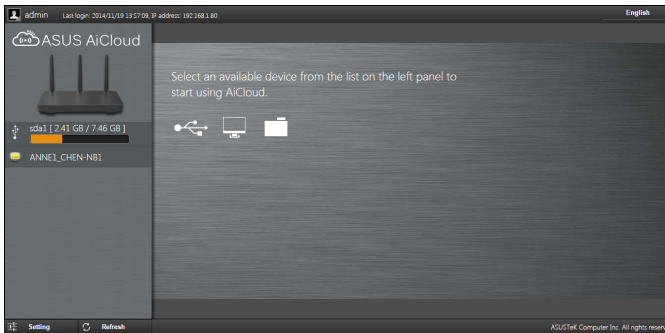 admin Last login: 2014/11/19 13:57:09, IP address: 192.168.1.80 English
ASUS AiCloud
Select an available device from the list on the left panel to
start using AiCloud.
sda1 [ 2.41 GB / 7.46 GB ]
ANNE1_CHEN-NB1
Setting Refresh ASUSTeK Computer Inc. All rights reser